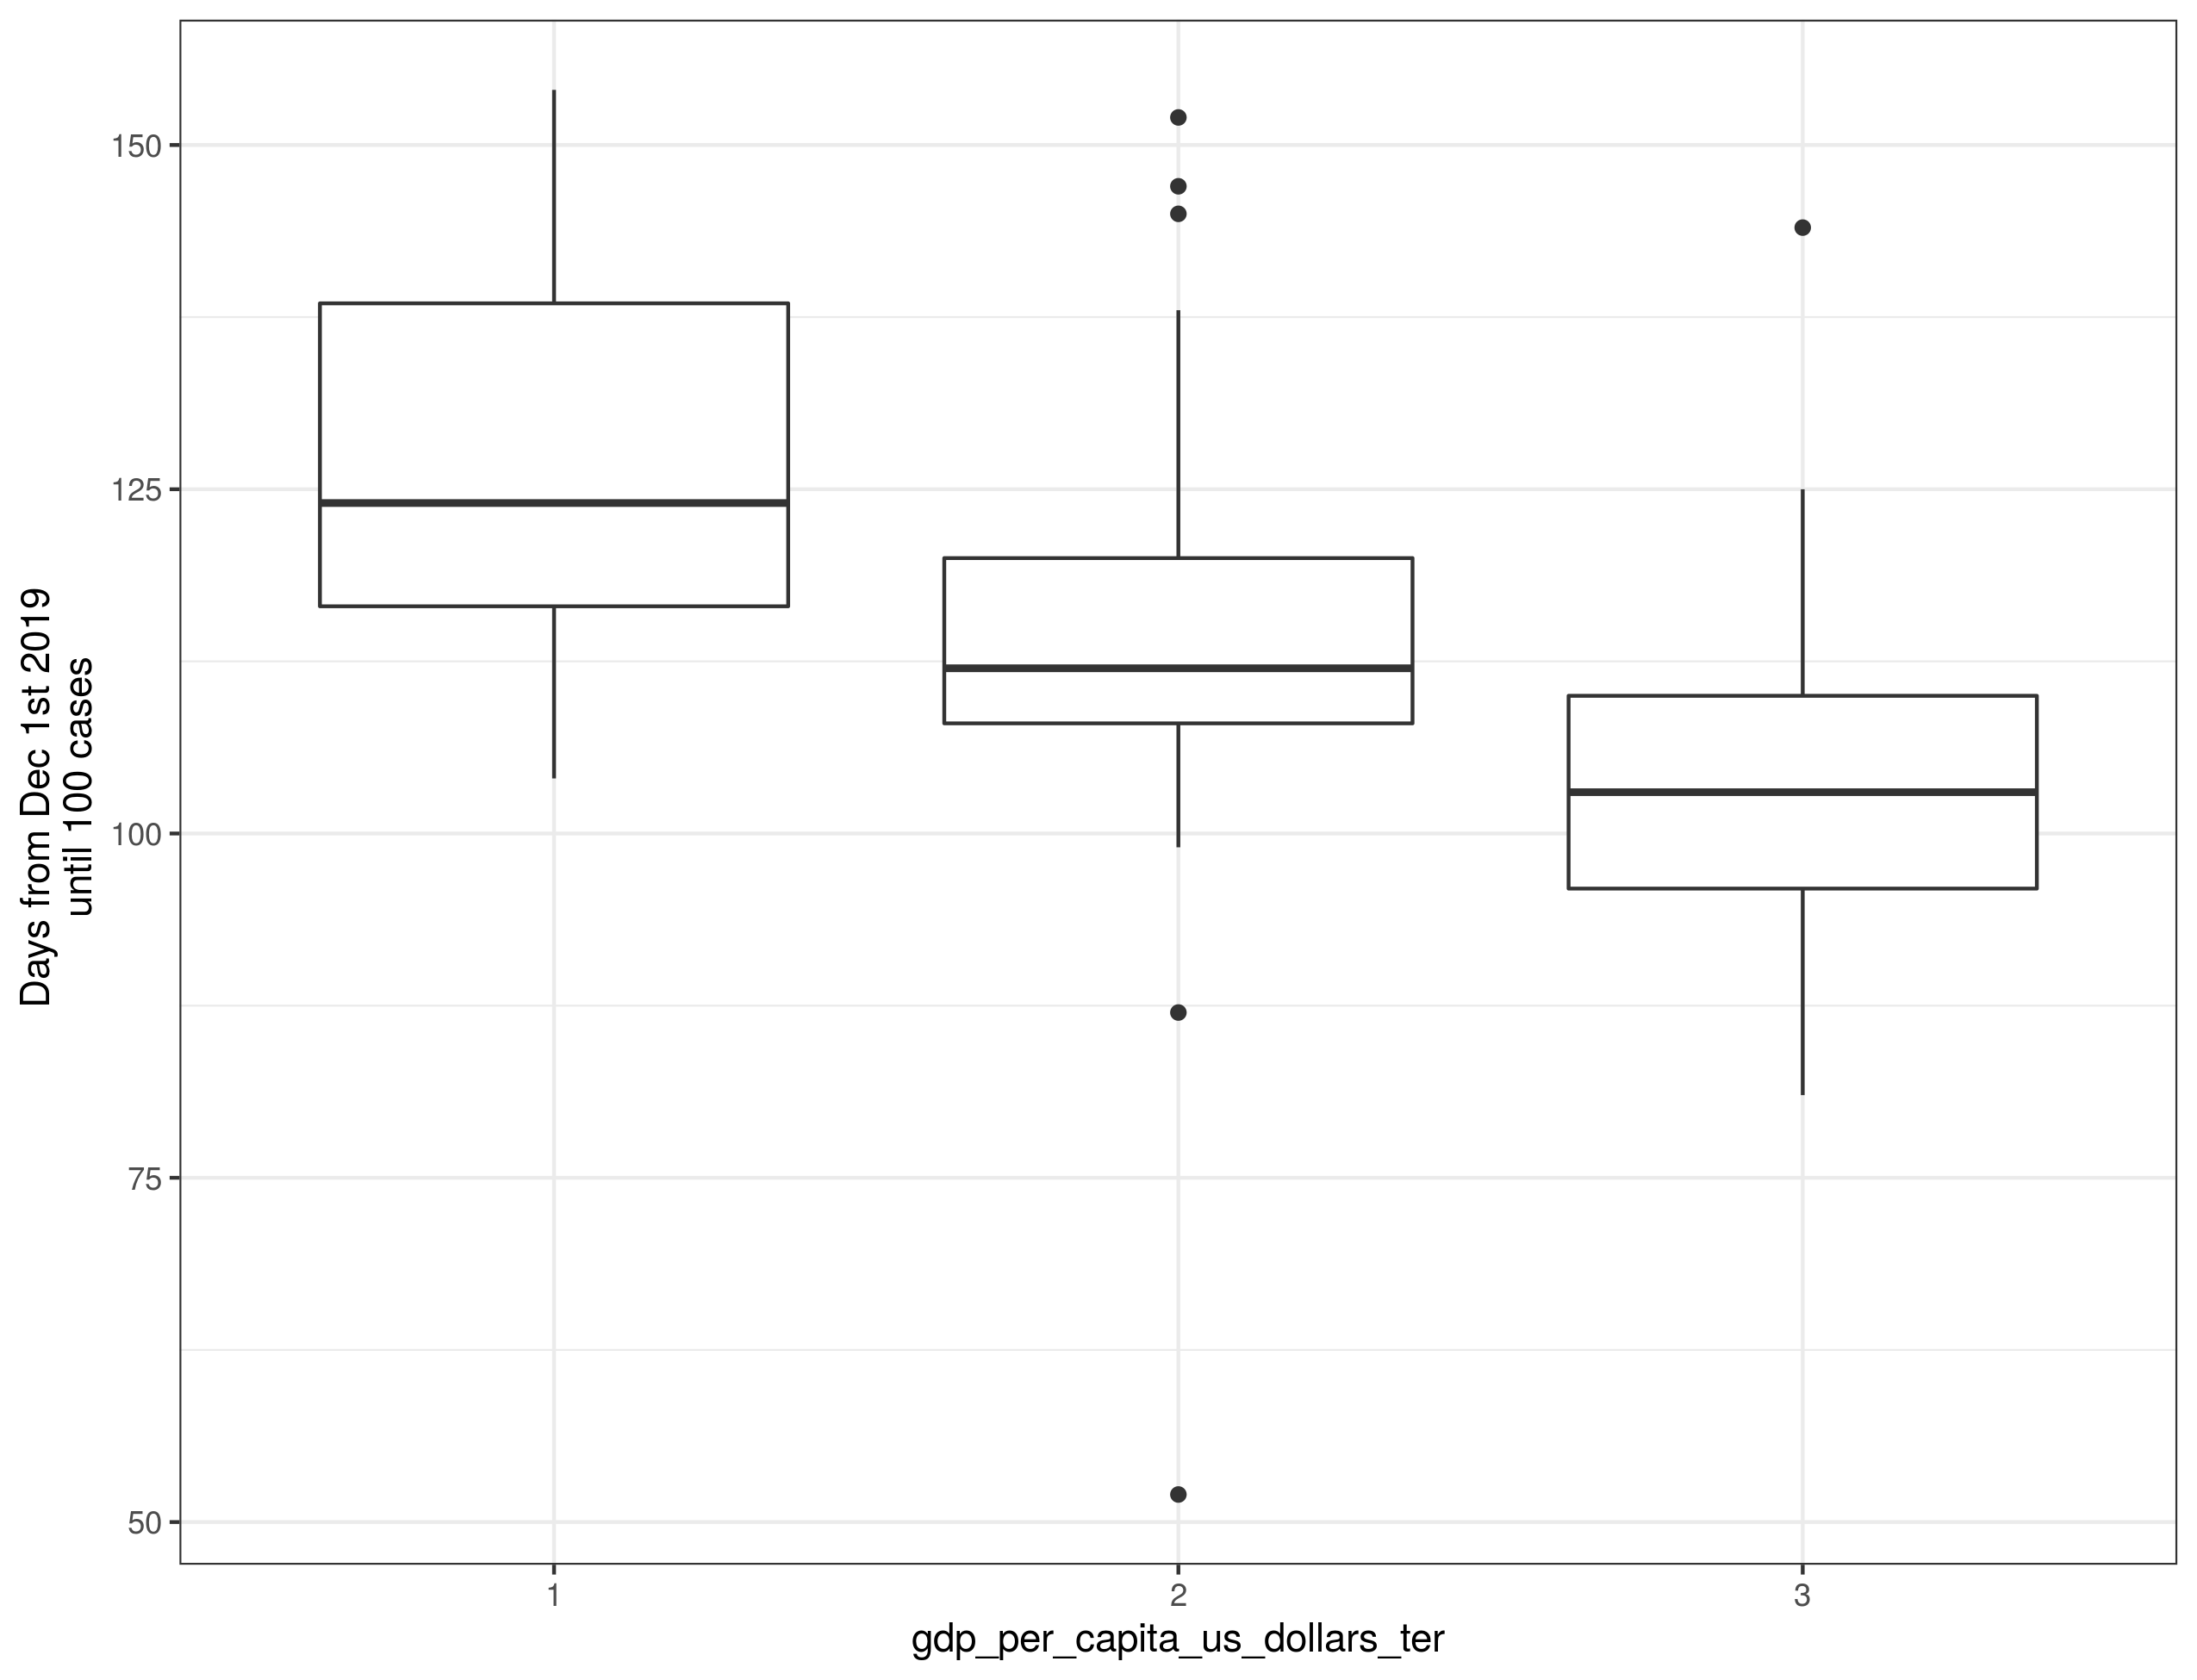 Days from Dec 1st 2019
until 100 cases
150
125
100
75
50
1
2
3
gdp_per_capita_us_dollars_ter